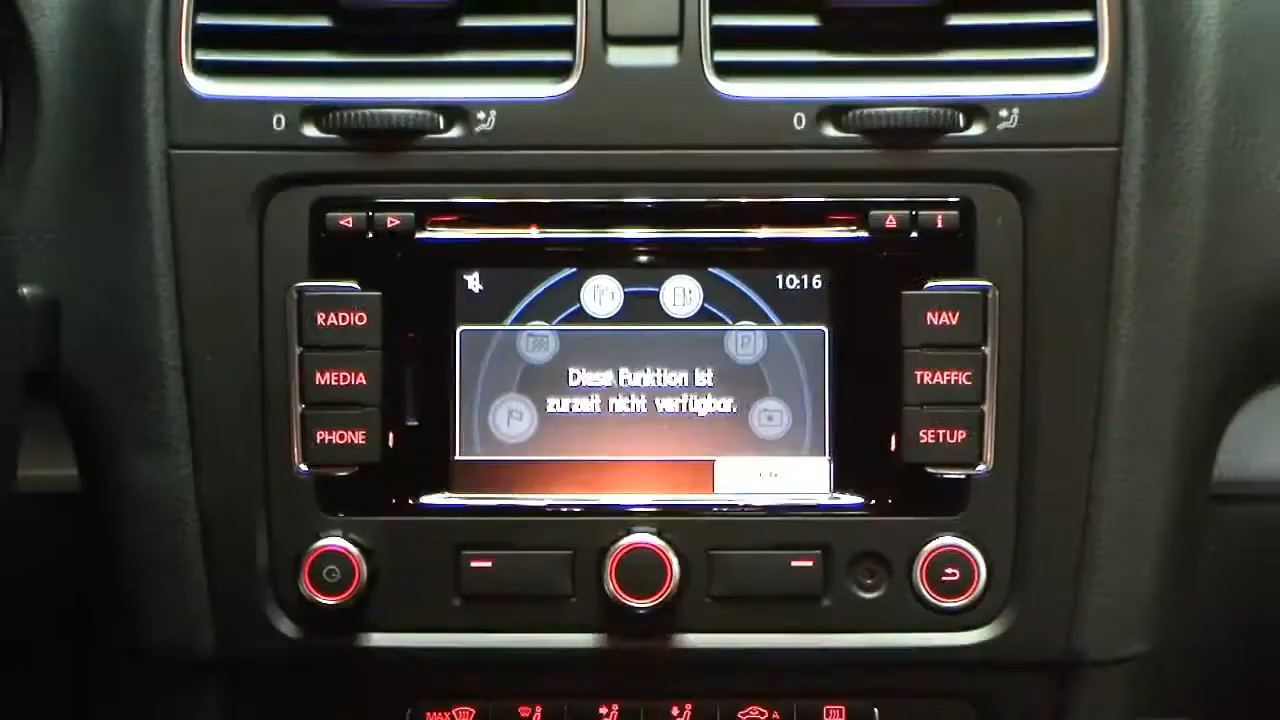 0
0
10:16
RADIO
NAV
MEDIA
TRAFFIC
Diese Funktion ist
zurzeit nicht verfügbar.
PHONE
SETUP
MAX
A